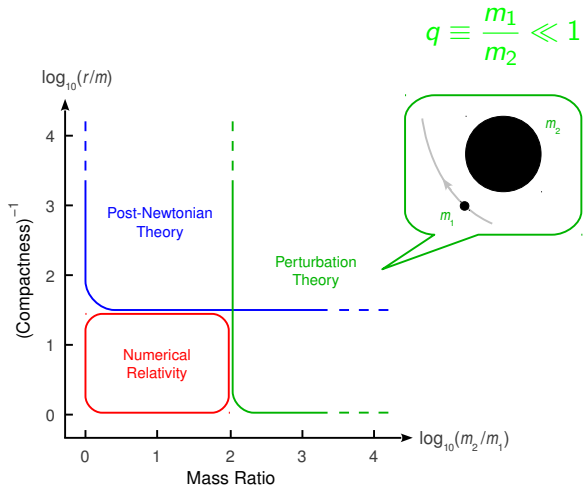 q ≡ m₁/m₂ ≪ 1
log₁₀(r/m)
m₂
m₁
4
3
2
1
0
(Compactness)⁻¹
Post-Newtonian
Theory
Perturbation
Theory
Numerical
Relativity
0 1 2 3 4
log₁₀(m₂/m₁)
Mass Ratio